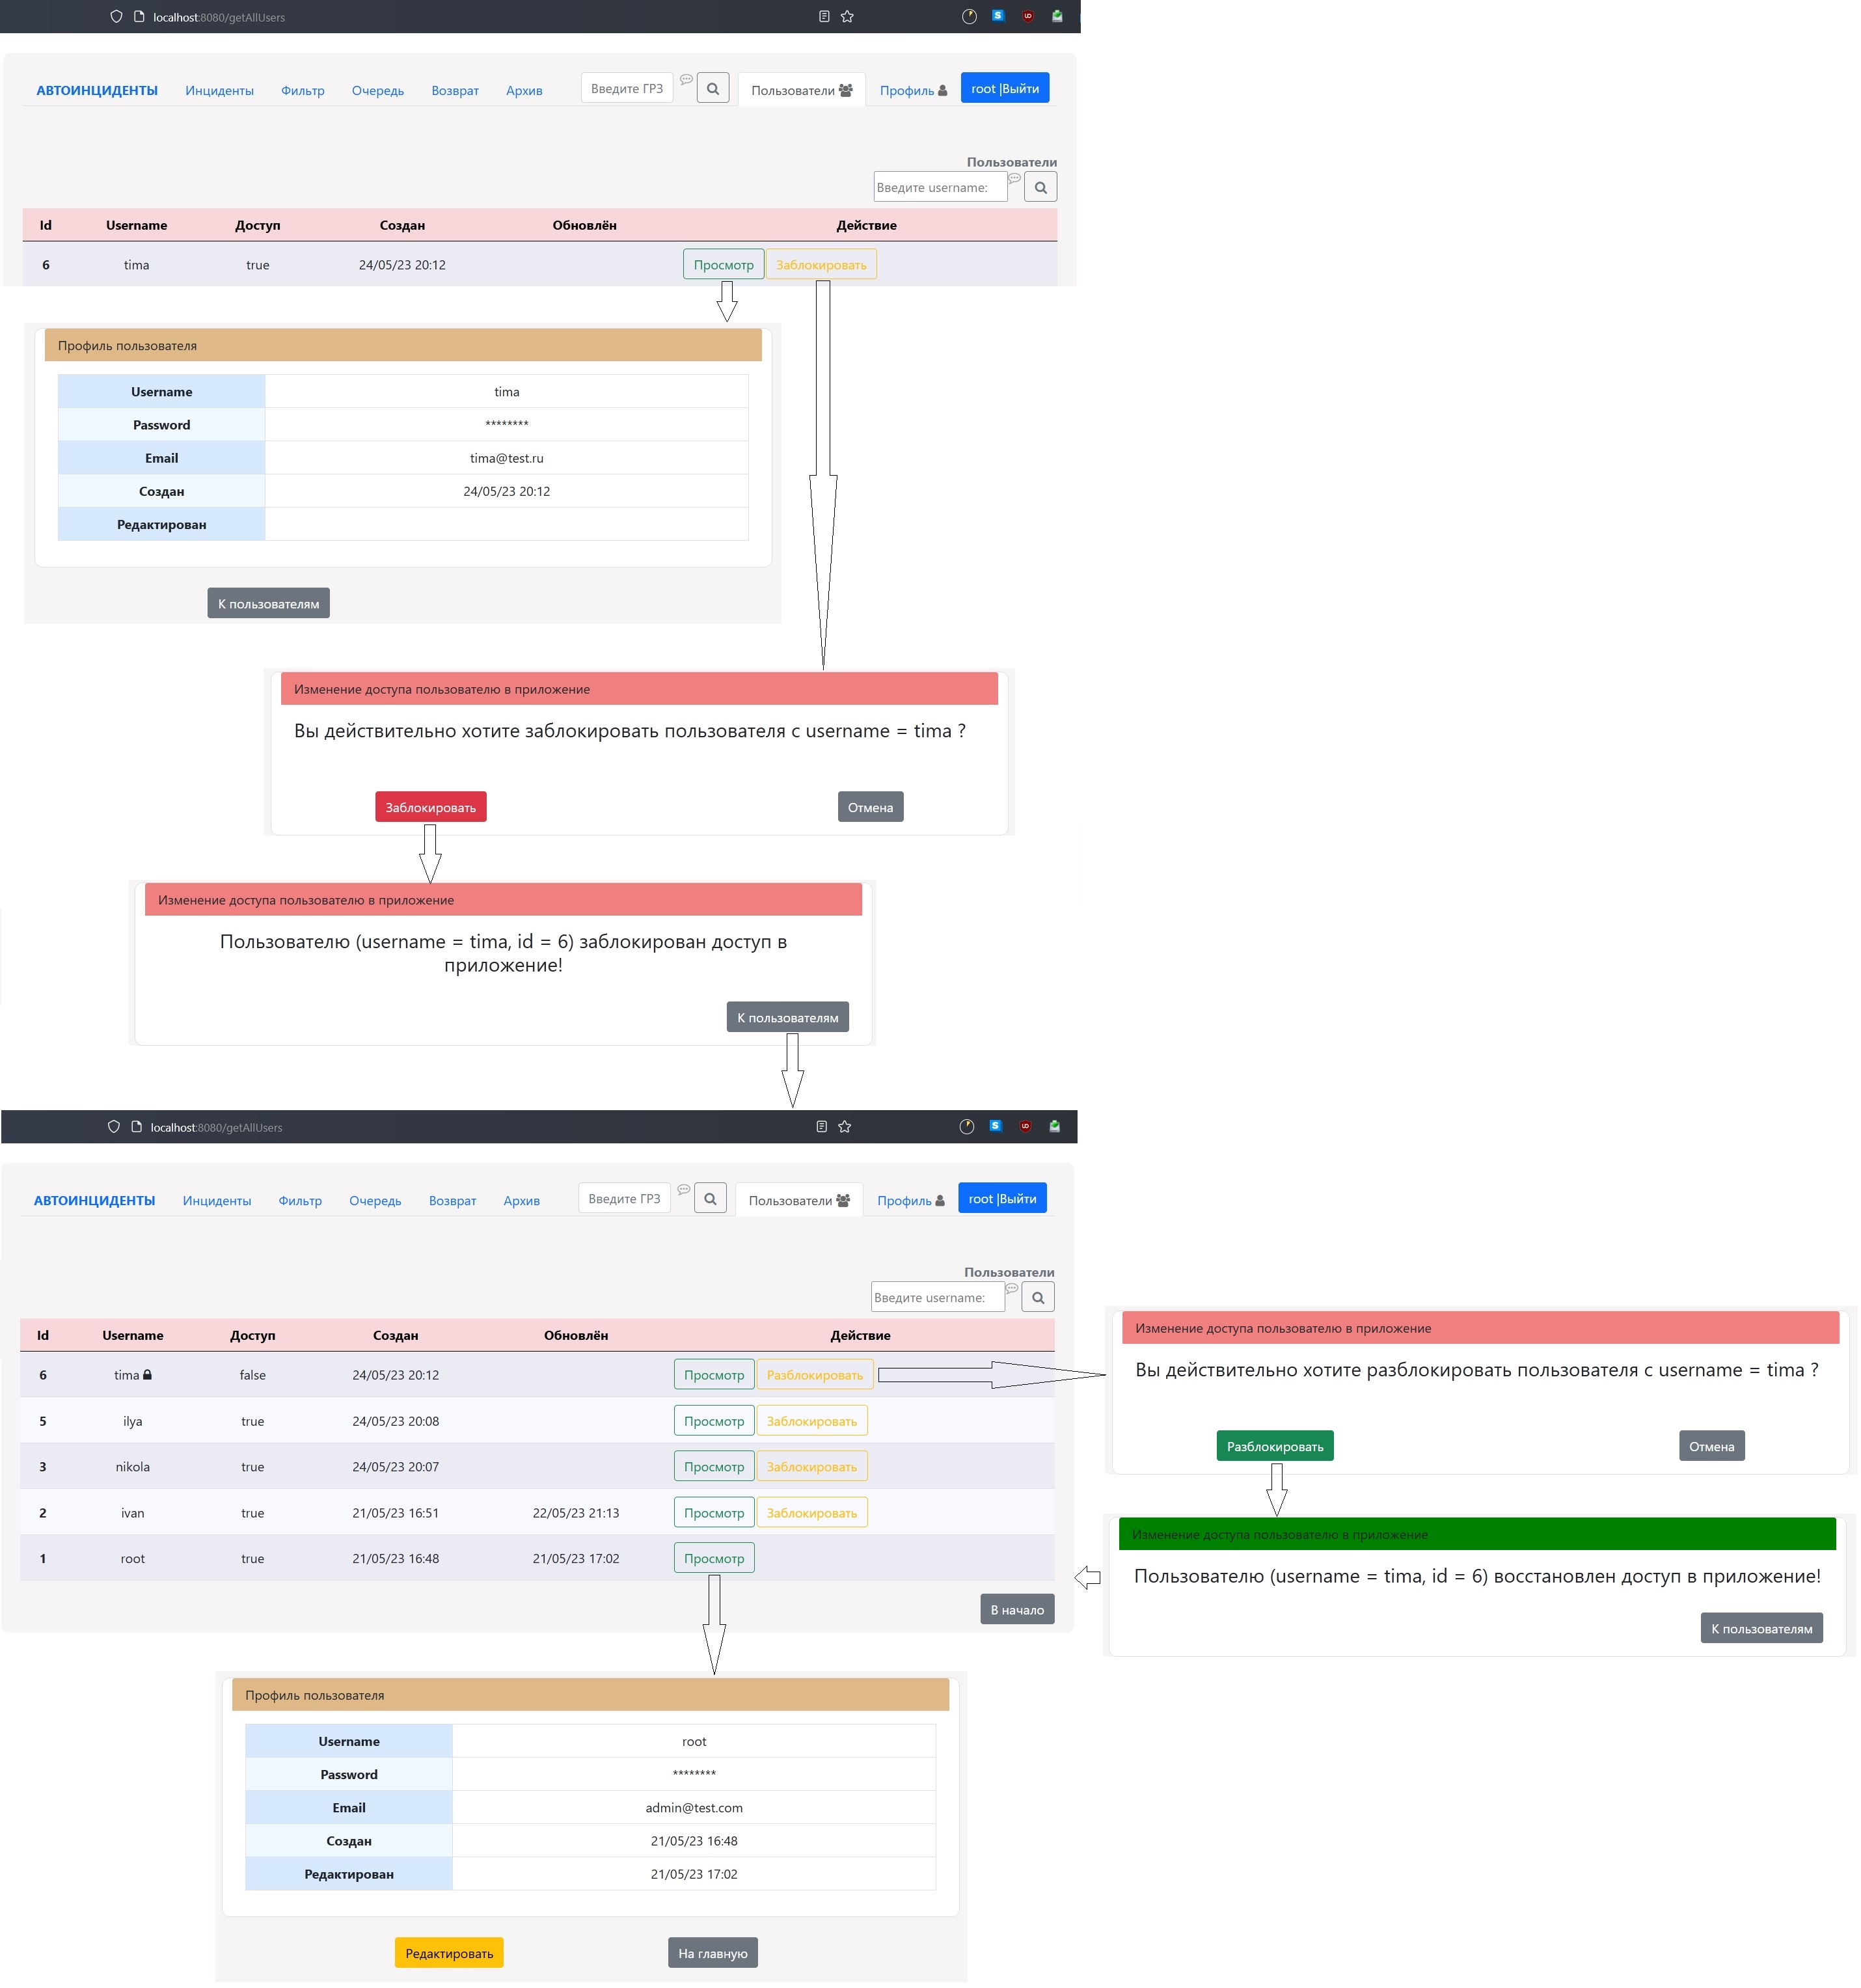 localhost:8080/getAllUsers
АВТОИНЦИДЕНТЫ Инциденты Фильтр Очередь Возврат Архив Введите ГРЗ Пользователи Профиль root |Выйти
Пользователи
Введите username:
Id Username Доступ Создан Обновлён Действие
6 tima true 24/05/23 20:12 Просмотр Заблокировать
Профиль пользователя
Username tima
Password ********
Email tima@test.ru
Создан 24/05/23 20:12
Редактирован
К пользователям
Изменение доступа пользователю в приложение
Вы действительно хотите заблокировать пользователя с username = tima ?
Заблокировать Отмена
Изменение доступа пользователю в приложение
Пользователю (username = tima, id = 6) заблокирован доступ в
приложение!
К пользователям
localhost:8080/getAllUsers
АВТОИНЦИДЕНТЫ Инциденты Фильтр Очередь Возврат Архив Введите ГРЗ Пользователи Профиль root |Выйти
Пользователи
Введите username:
Id Username Доступ Создан Обновлён Действие
6 tima false 24/05/23 20:12 Просмотр Разблокировать
5 ilya true 24/05/23 20:08 Просмотр Заблокировать
3 nikola true 24/05/23 20:07 Просмотр Заблокировать
2 ivan true 21/05/23 16:51 22/05/23 21:13 Просмотр Заблокировать
1 root true 21/05/23 16:48 21/05/23 17:02 Просмотр
В начало
Изменение доступа пользователю в приложение
Вы действительно хотите разблокировать пользователя с username = tima ?
Разблокировать Отмена
Изменение доступа пользователю в приложение
Пользователю (username = tima, id = 6) восстановлен доступ в приложение!
К пользователям
Профиль пользователя
Username root
Password ********
Email admin@test.com
Создан 21/05/23 16:48
Редактирован 21/05/23 17:02
Редактировать На главную